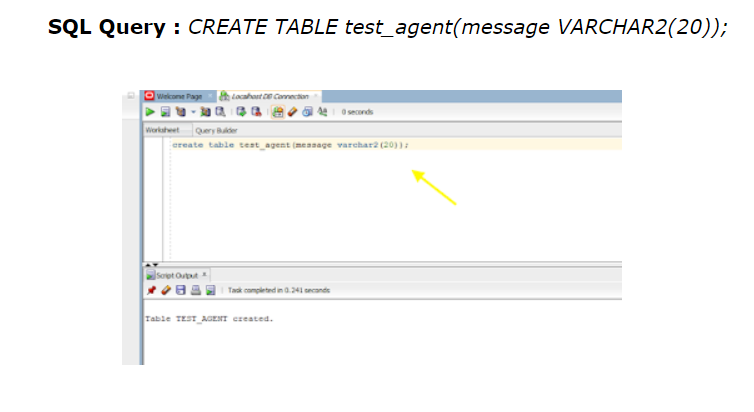 SQL Query : CREATE TABLE test_agent(message VARCHAR2(20));
Welcome Page Localhost DB Connection
0 seconds
Worksheet Query Builder
create table test_agent(message varchar2(20));
Script Output
Task completed in 0.241 seconds
Table TEST_AGENT created.